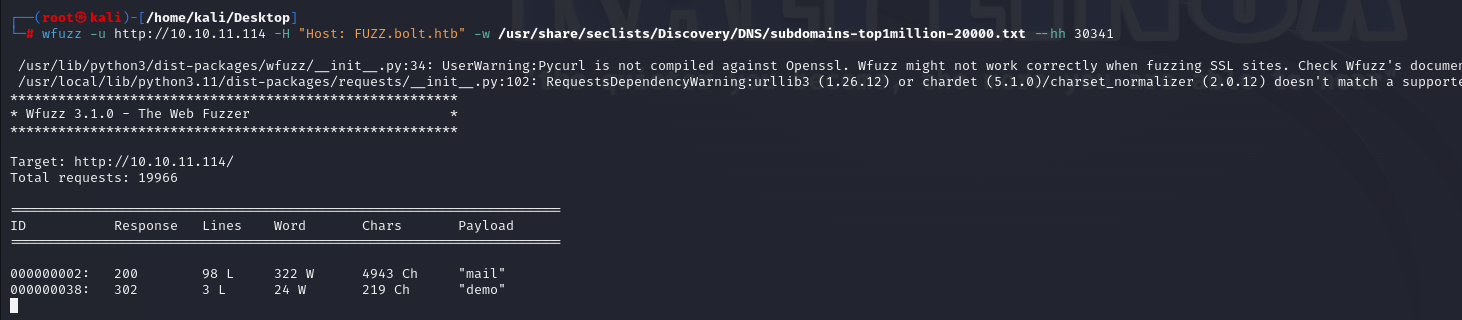 ┌──(root㉿kali)-[/home/kali/Desktop]
└─# wfuzz -u http://10.10.11.114 -H "Host: FUZZ.bolt.htb" -w /usr/share/seclists/Discovery/DNS/subdomains-top1million-20000.txt --hh 30341
/usr/lib/python3/dist-packages/wfuzz/__init__.py:34: UserWarning:Pycurl is not compiled against Openssl. Wfuzz might not work correctly when fuzzing SSL sites. Check Wfuzz's documen
/usr/local/lib/python3.11/dist-packages/requests/__init__.py:102: RequestsDependencyWarning:urllib3 (1.26.12) or chardet (5.1.0)/charset_normalizer (2.0.12) doesn't match a supporte
********************************************************
* Wfuzz 3.1.0 - The Web Fuzzer                         *
********************************************************
Target: http://10.10.11.114/
Total requests: 19966
=====================================================================
ID           Response   Lines    Word       Chars       Payload
=====================================================================
000000002:   200        98 L     322 W      4943 Ch     "mail"
000000038:   302        3 L      24 W       219 Ch      "demo"